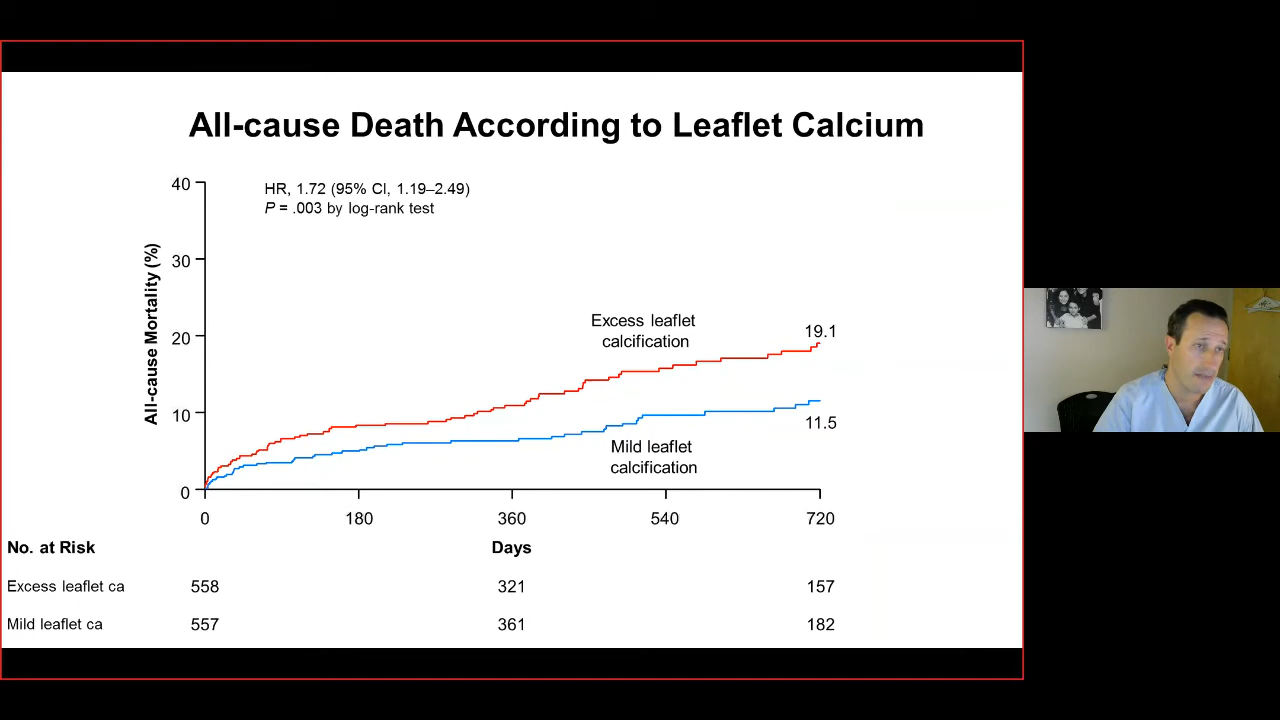 All-cause Death According to Leaflet Calcium
HR, 1.72 (95% CI, 1.19–2.49)
P = .003 by log-rank test
All-cause Mortality (%)
40
30
20
10
0
Excess leaflet
calcification
19.1
11.5
Mild leaflet
calcification
0 180 360 540 720
No. at Risk Days
Excess leaflet ca 558 321 157
Mild leaflet ca 557 361 182